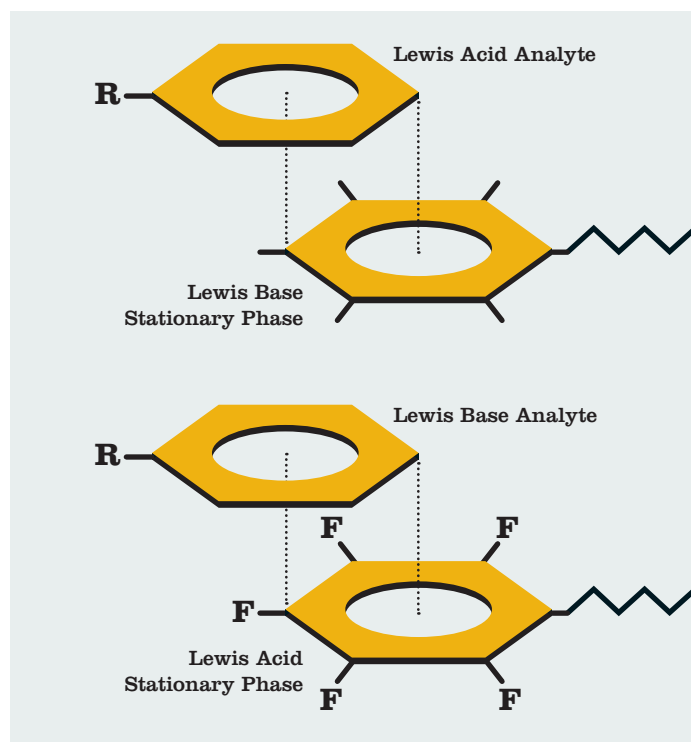 Lewis Acid Analyte
R
Lewis Base
Stationary Phase
Lewis Base Analyte
R
F F
F
Lewis Acid
Stationary Phase
F F